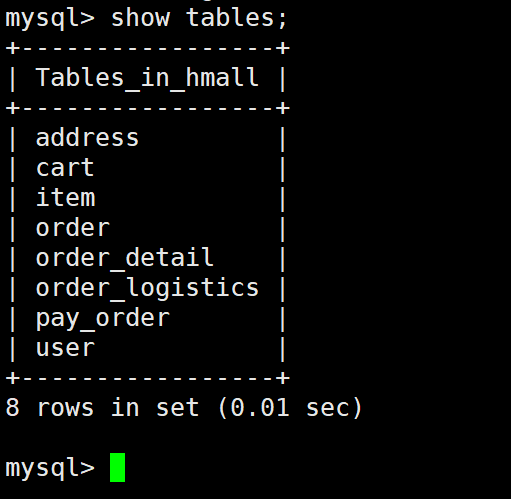 mysql> show tables;
+-----------------+
| Tables_in_hmall |
+-----------------+
| address         |
| cart            |
| item            |
| order           |
| order_detail    |
| order_logistics |
| pay_order       |
| user            |
+-----------------+
8 rows in set (0.01 sec)
mysql>